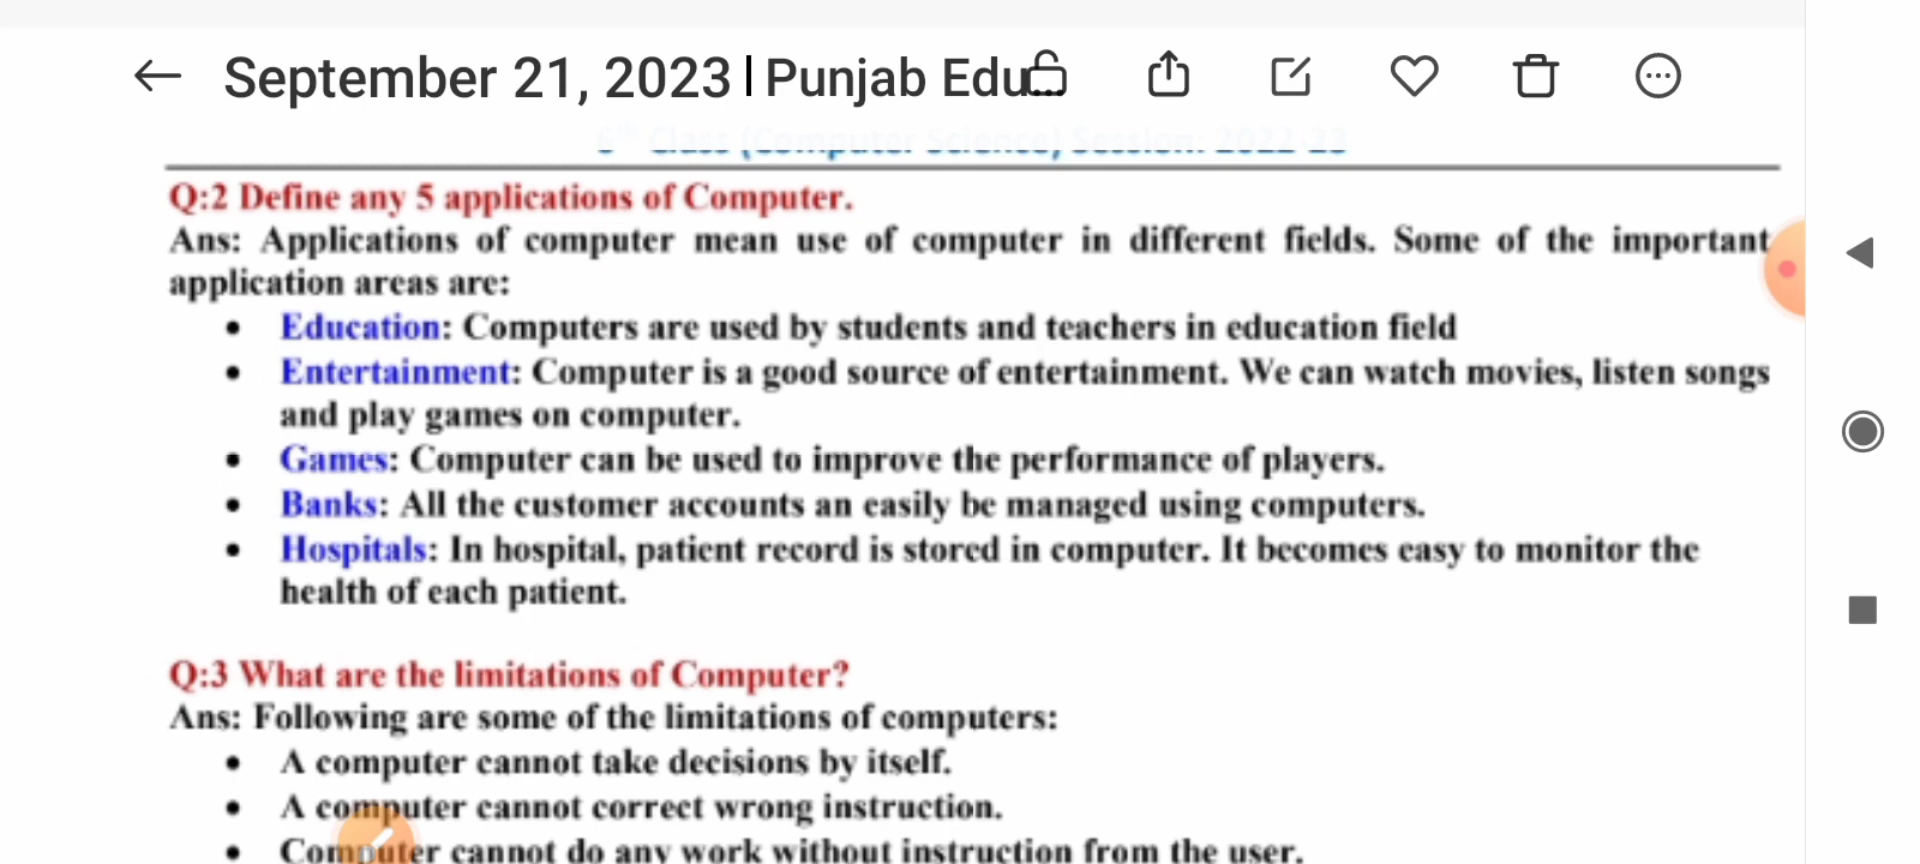 September 21, 2023 | Punjab Edu...
6th Class (Computer Science) Session: 2022-23
Q:2 Define any 5 applications of Computer.
Ans: Applications of computer mean use of computer in different fields. Some of the important
application areas are:
• Education: Computers are used by students and teachers in education field
• Entertainment: Computer is a good source of entertainment. We can watch movies, listen songs
and play games on computer.
• Games: Computer can be used to improve the performance of players.
• Banks: All the customer accounts an easily be managed using computers.
• Hospitals: In hospital, patient record is stored in computer. It becomes easy to monitor the
health of each patient.
Q:3 What are the limitations of Computer?
Ans: Following are some of the limitations of computers:
• A computer cannot take decisions by itself.
• A computer cannot correct wrong instruction.
• Computer cannot do any work without instruction from the user.